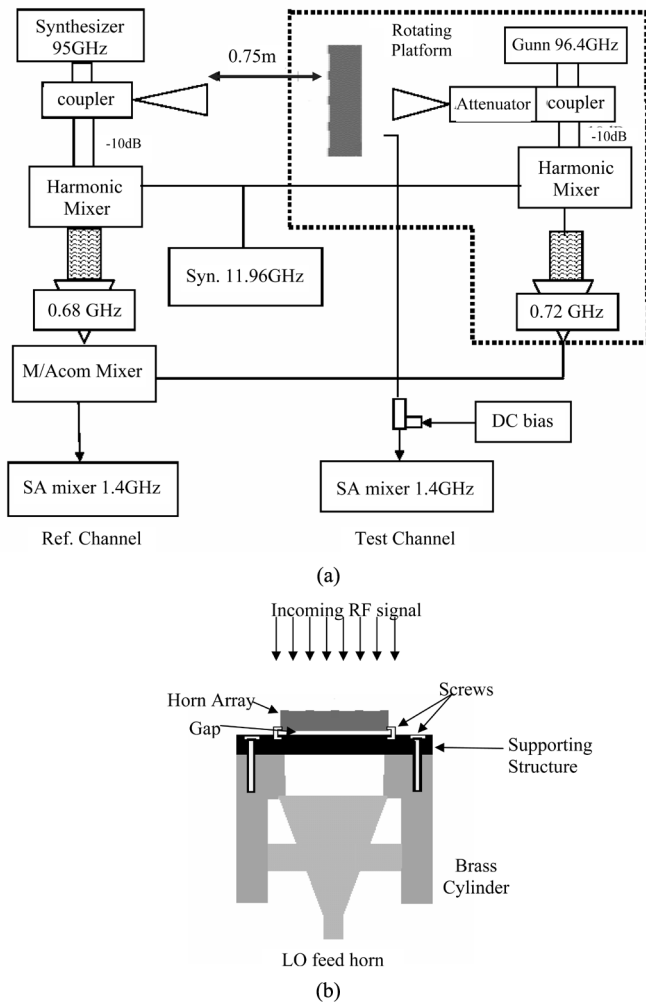 Synthesizer
95GHz
Rotating
Platform
Gunn 96.4GHz
0.75m
coupler
Attenuator
coupler
-10dB
-10dB
Harmonic
Mixer
Harmonic
Mixer
Syn. 11.96GHz
0.68 GHz
0.72 GHz
M/Acom Mixer
DC bias
SA mixer 1.4GHz
SA mixer 1.4GHz
Ref. Channel
Test Channel
(a)
Incoming RF signal
Horn Array
Screws
Gap
Supporting
Structure
Brass
Cylinder
LO feed horn
(b)